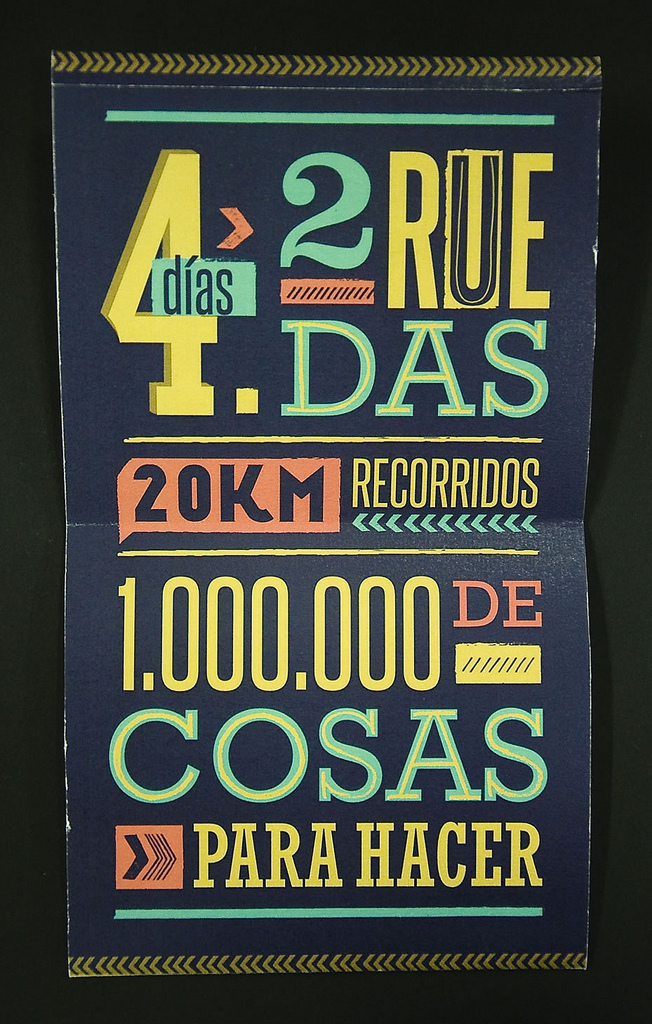 4.
días
2 RUE
DAS
20KM RECORRIDOS
1.000.000 DE
COSAS
PARA HACER